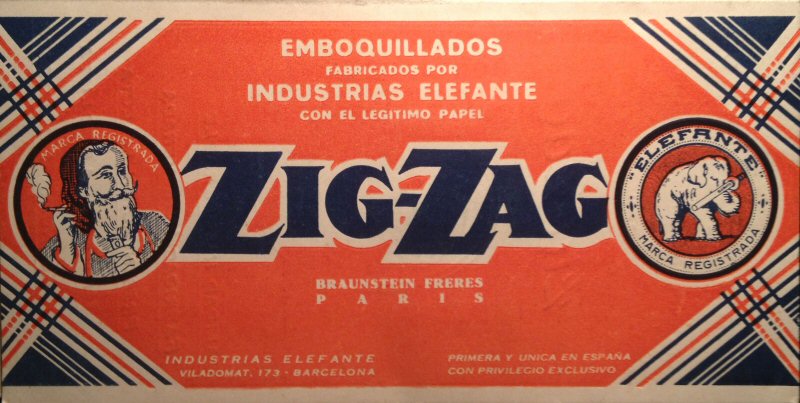 EMBOQUILLADOS
FABRICADOS POR
INDUSTRIAS ELEFANTE
CON EL LEGITIMO PAPEL
MARCA REGISTRADA
ZIG-ZAG
"ELEFANTE"
MARCA REGISTRADA
BRAUNSTEIN FRERES
PARIS
INDUSTRIAS ELEFANTE
VILADOMAT, 173 - BARCELONA
PRIMERA Y UNICA EN ESPAÑA
CON PRIVILEGIO EXCLUSIVO